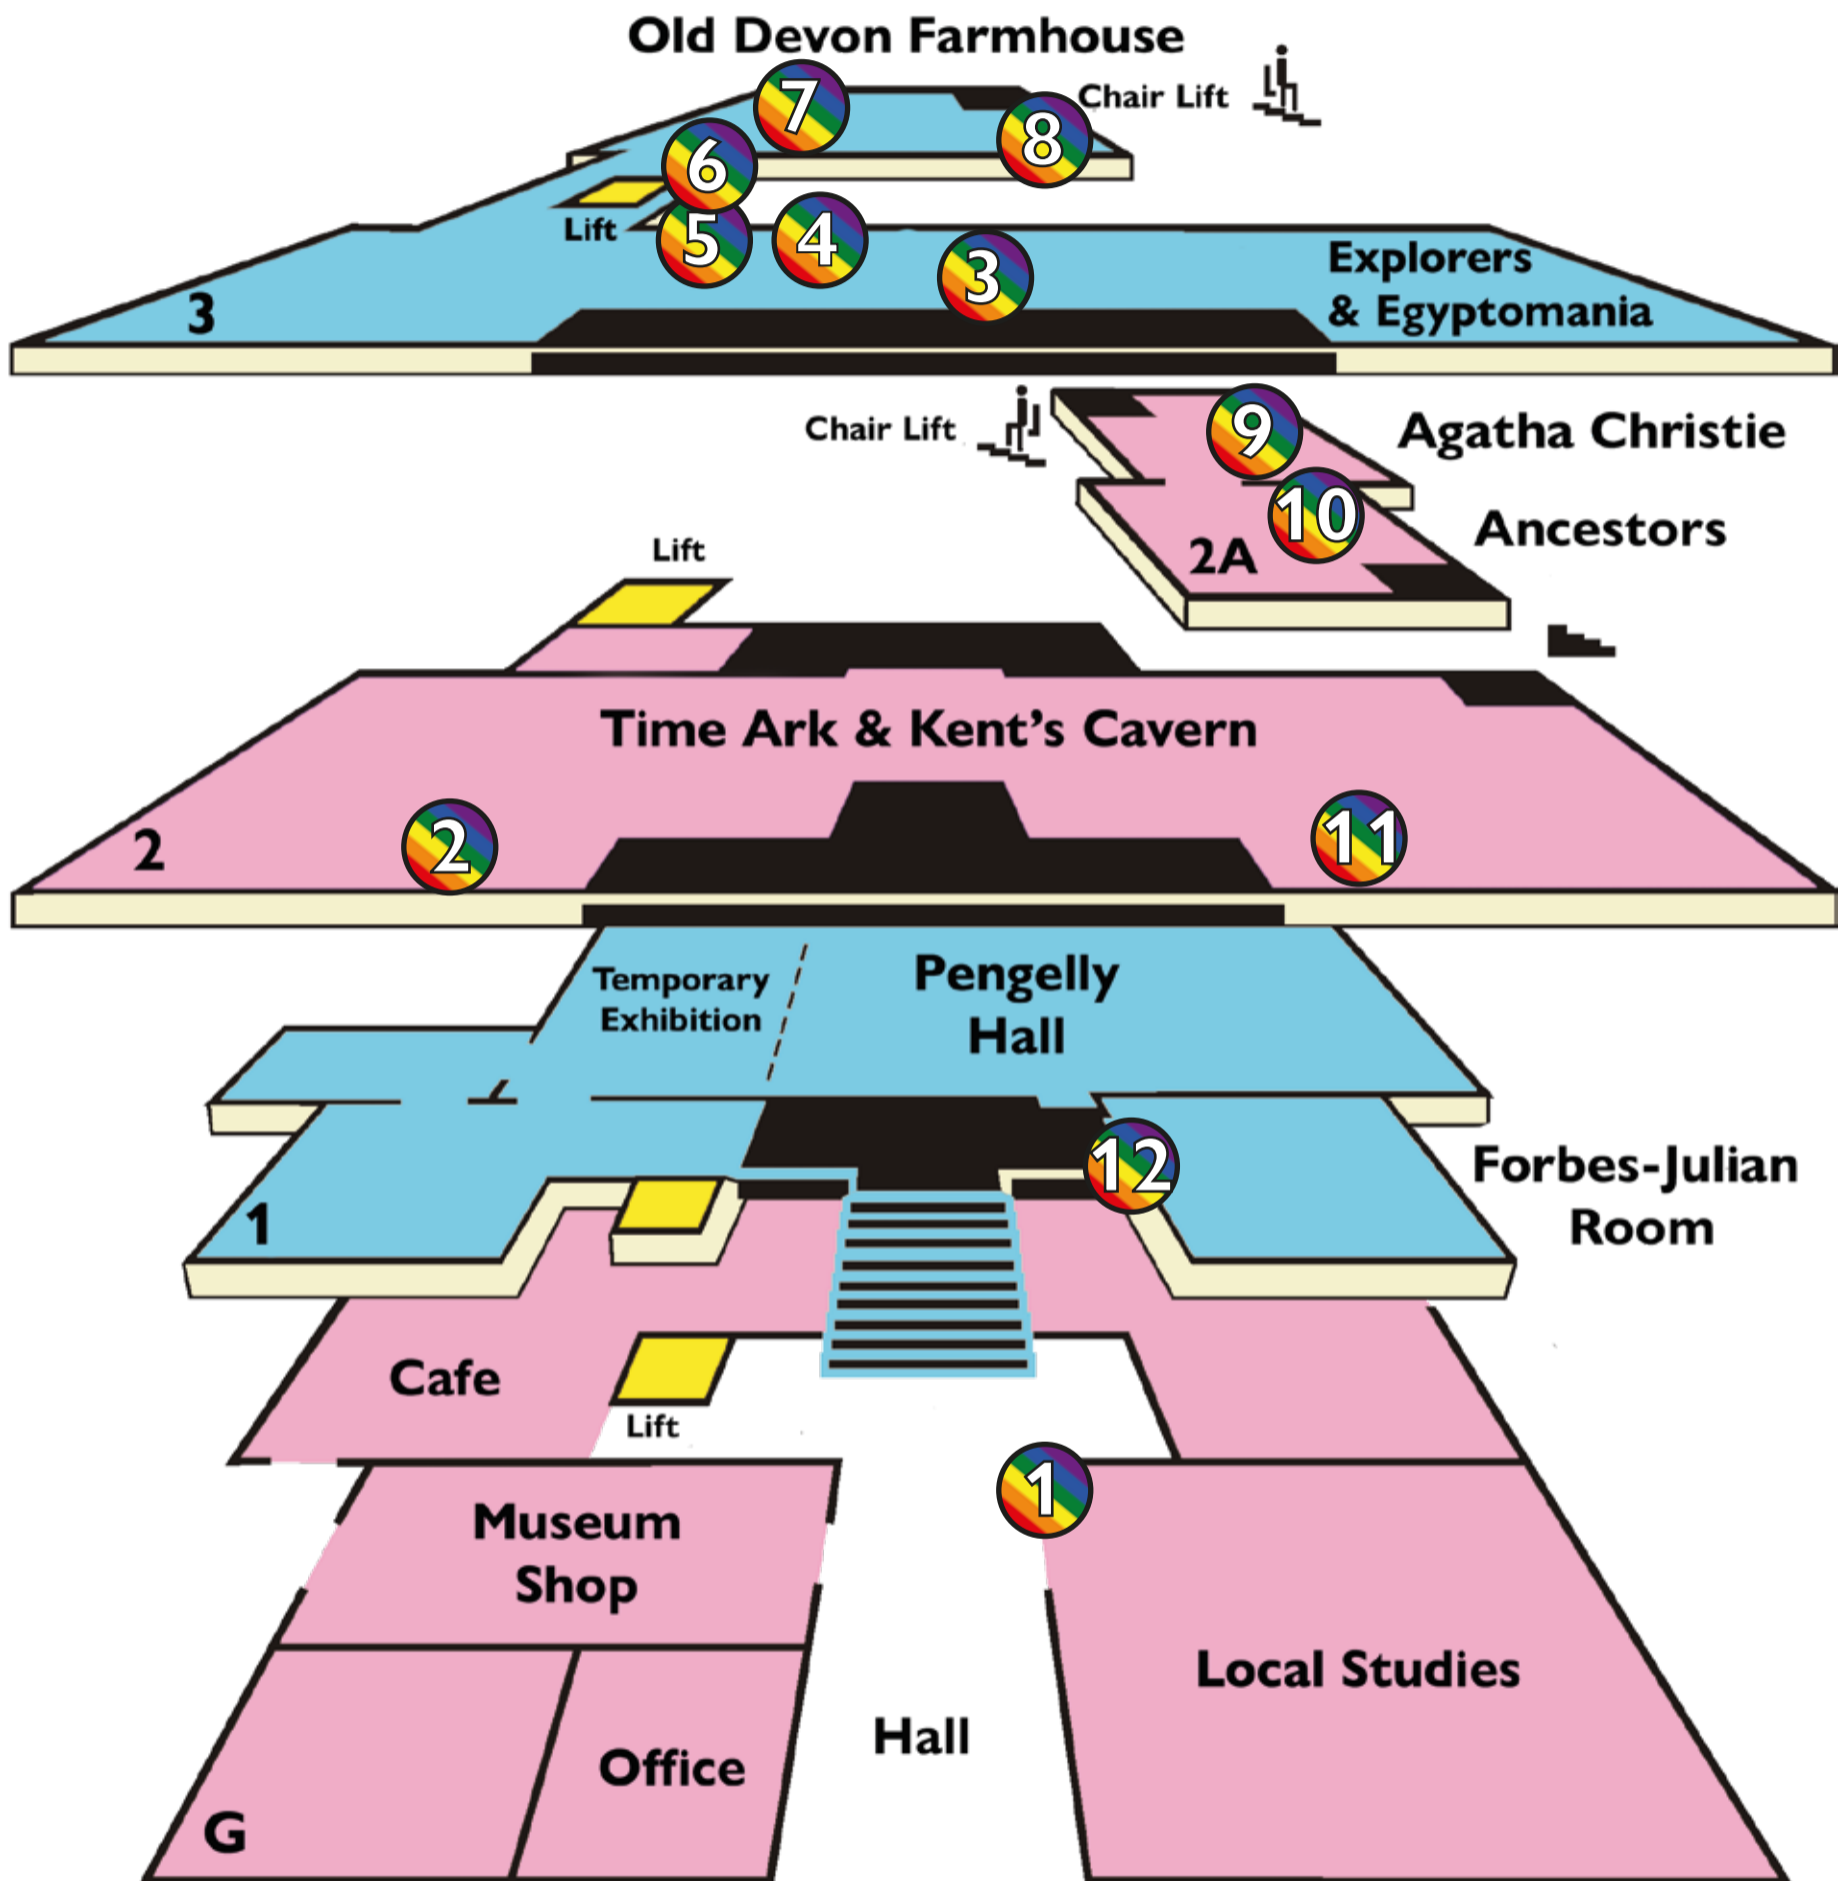 Old Devon Farmhouse
Chair Lift
7
8
6
Lift
5
4
3
Explorers
& Egyptomania
3
Chair Lift
9
Agatha Christie
10
Ancestors
2A
Lift
Time Ark & Kent's Cavern
2
2
11
Temporary
Exhibition
Pengelly
Hall
12
Forbes-Julian
Room
1
Cafe
Lift
1
Museum
Shop
Local Studies
Hall
Office
G